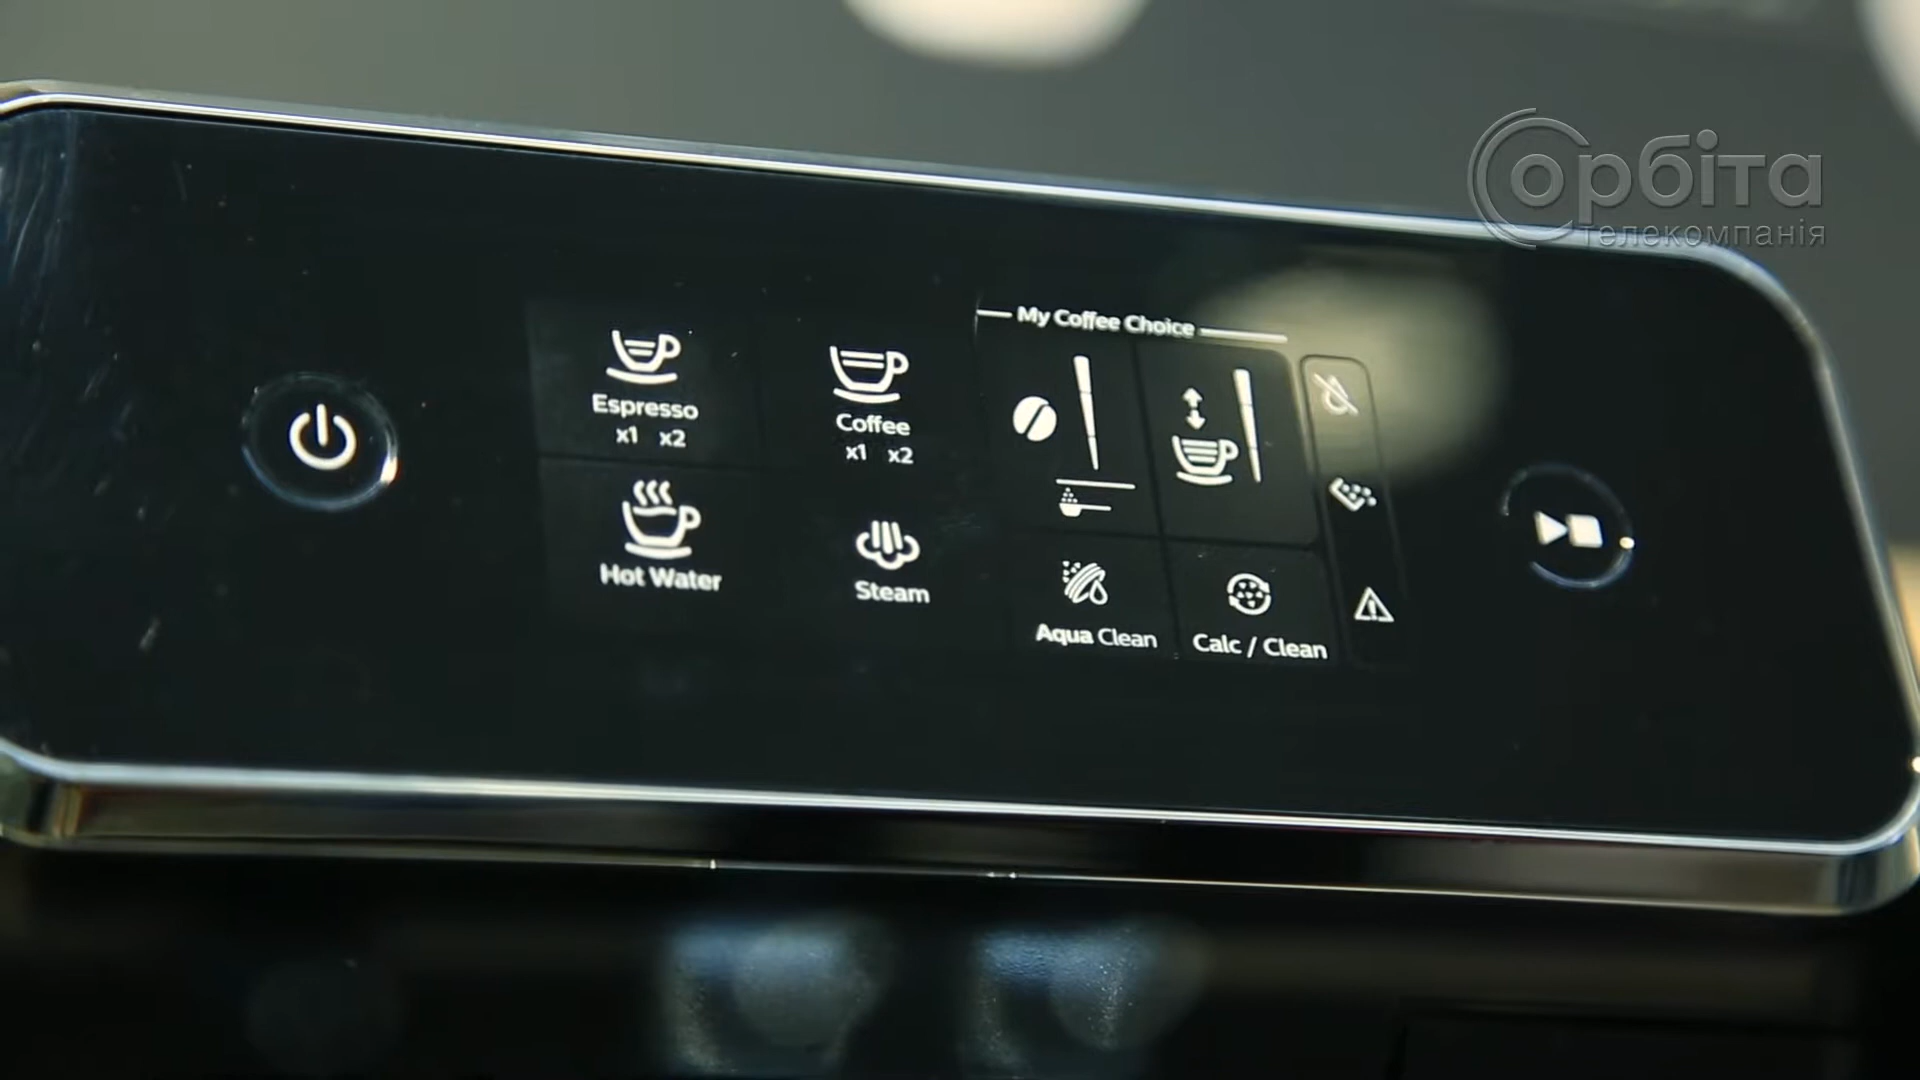 орбіта
телекомпанія
My Coffee Choice
Espresso
x1 x2
Coffee
x1 x2
Hot Water
Steam
Aqua Clean
Calc / Clean